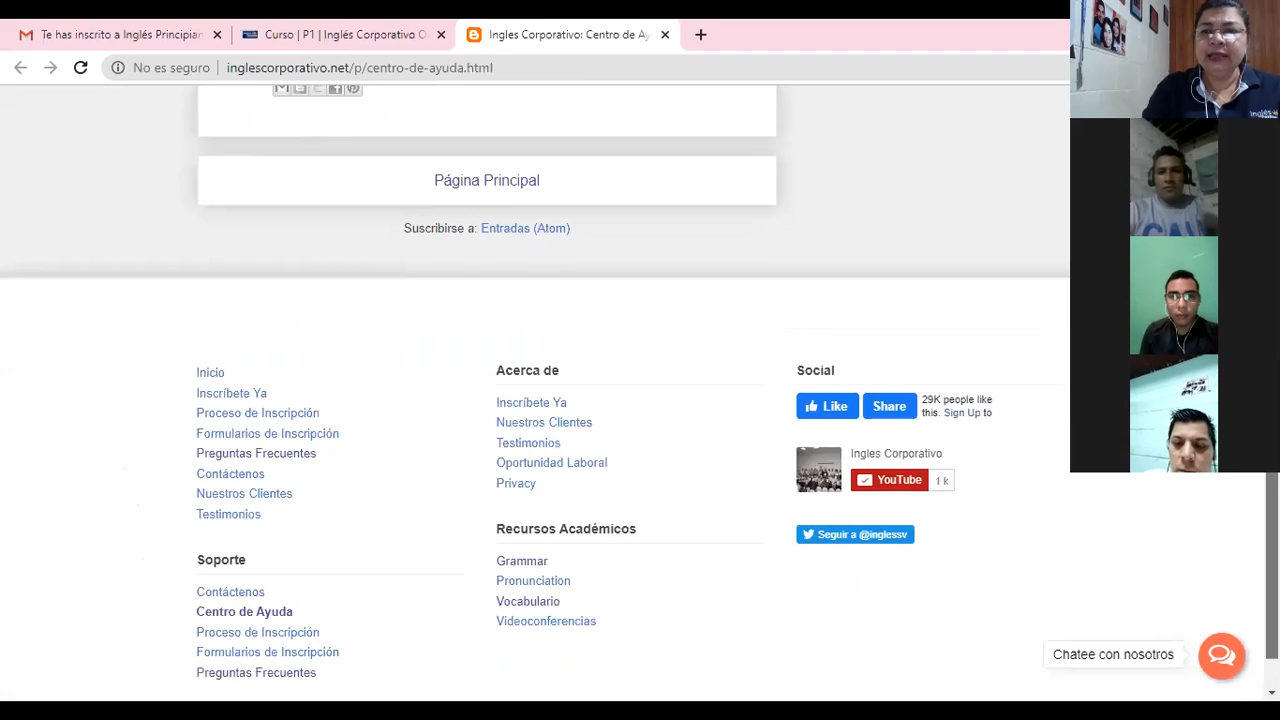 Te has inscrito a Inglés Principian
Curso | P1 | Inglés Corporativo O
Ingles Corporativo: Centro de Ay
No es seguro
inglescorporativo.net/p/centro-de-ayuda.html
Página Principal
Suscribirse a: Entradas (Atom)
Inicio
Inscríbete Ya
Proceso de Inscripción
Formularios de Inscripción
Preguntas Frecuentes
Contáctenos
Nuestros Clientes
Testimonios
Soporte
Contáctenos
Centro de Ayuda
Proceso de Inscripción
Formularios de Inscripción
Preguntas Frecuentes
Acerca de
Inscríbete Ya
Nuestros Clientes
Testimonios
Oportunidad Laboral
Privacy
Recursos Académicos
Grammar
Pronunciation
Vocabulario
Videoconferencias
Social
Like
Share
29K people like
this. Sign Up to
Ingles Corporativo
YouTube
1 k
Seguir a @inglessv
Chatee con nosotros